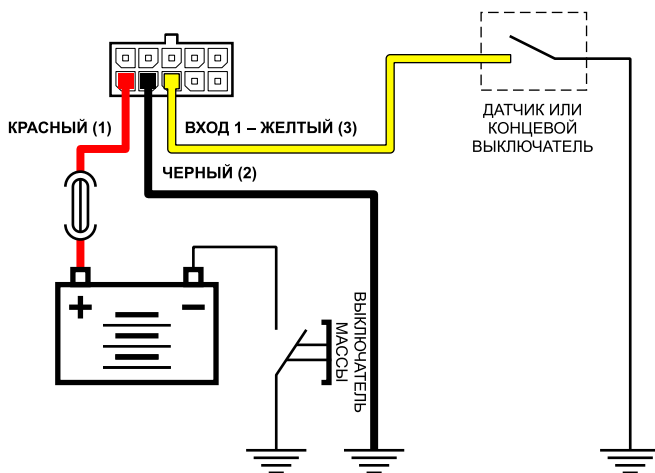 КРАСНЫЙ (1)
ВХОД 1 – ЖЕЛТЫЙ (3)
ЧЕРНЫЙ (2)
ДАТЧИК ИЛИ
КОНЦЕВОЙ
ВЫКЛЮЧАТЕЛЬ
+ –
ВЫКЛЮЧАТЕЛЬ
МАССЫ